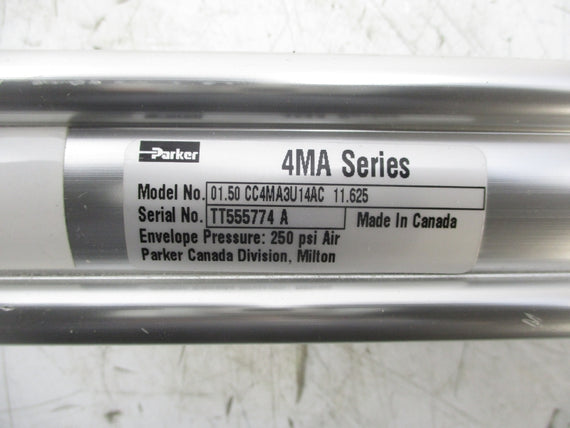 Parker
4MA Series
Model No. 01.50 CC4MA3U14AC 11.625
Serial No. TT555774 A Made In Canada
Envelope Pressure: 250 psi Air
Parker Canada Division, Milton